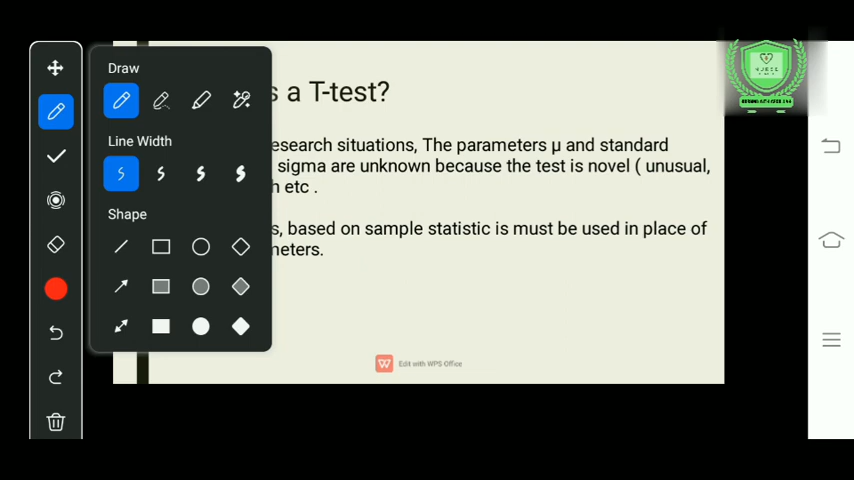 Draw
Line Width
Shape
s a T-test?
esearch situations, The parameters μ and standard
sigma are unknown because the test is novel ( unusual,
h etc .
s, based on sample statistic is must be used in place of
meters.
Edit with WPS Office